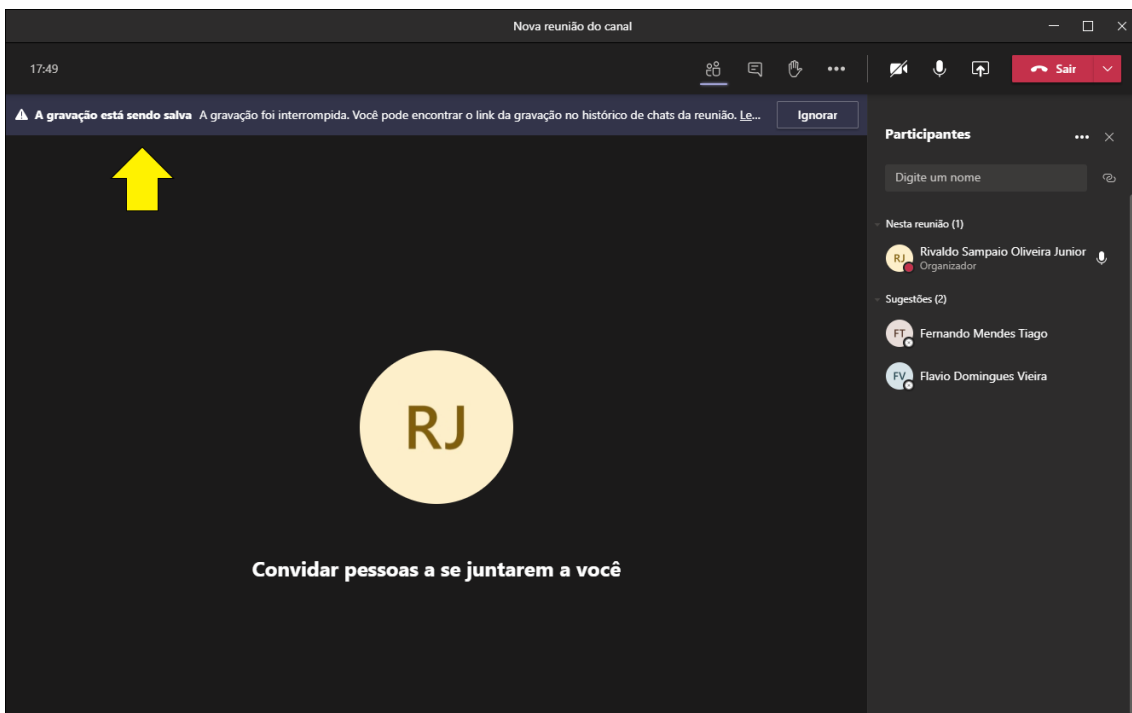 Nova reunião do canal
17:49
Sair
A gravação está sendo salva A gravação foi interrompida. Você pode encontrar o link da gravação no histórico de chats da reunião. Le...
Ignorar
Participantes
Digite um nome
Nesta reunião (1)
RJ
Rivaldo Sampaio Oliveira Junior
Organizador
Sugestões (2)
FT
Fernando Mendes Tiago
FV
Flavio Domingues Vieira
RJ
Convidar pessoas a se juntarem a você